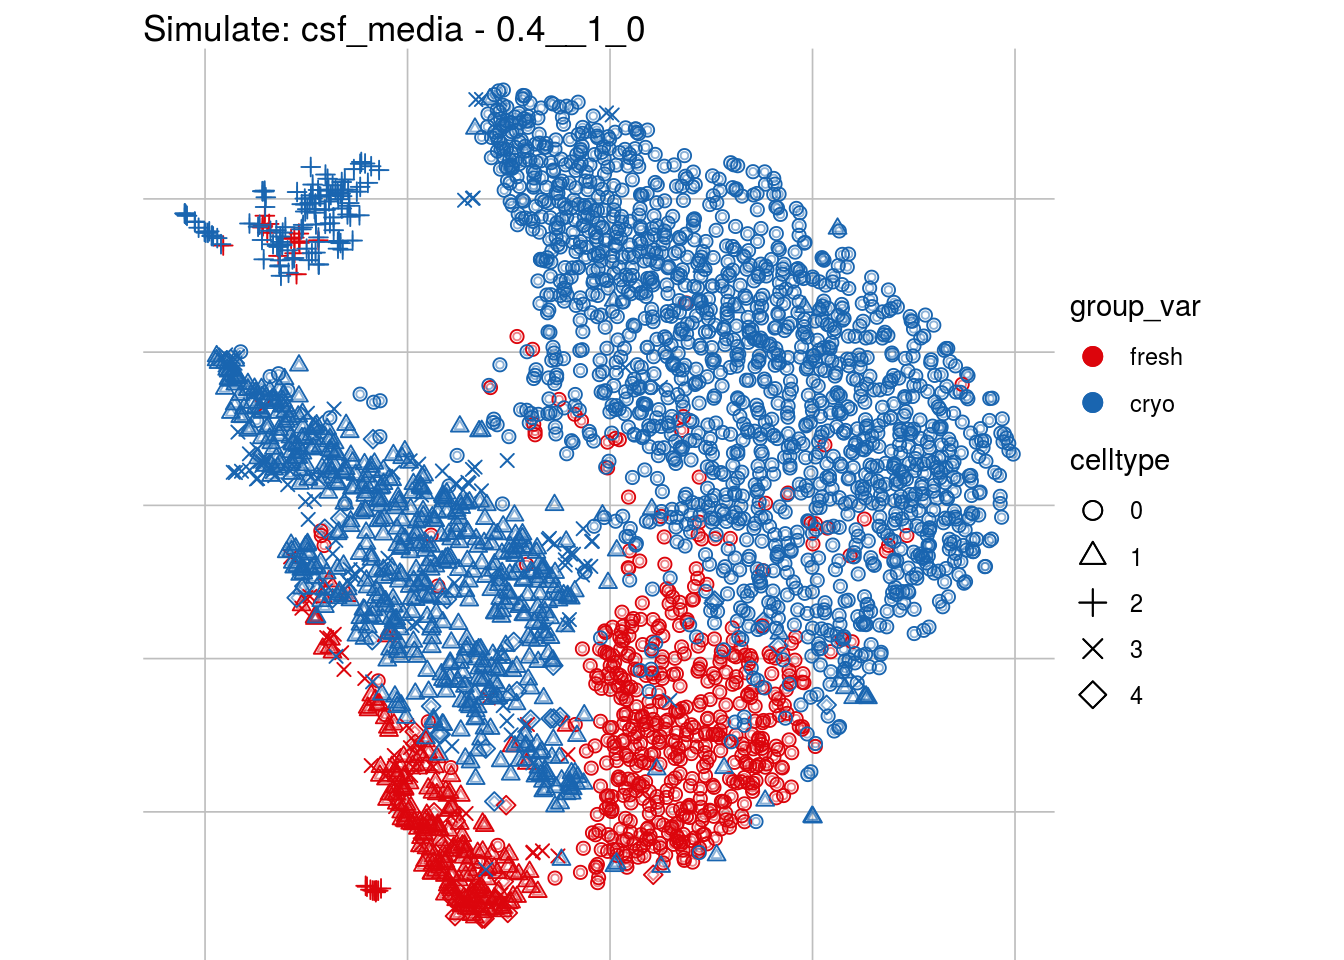 Simulate: csf_media - 0.4__1_0
group_var
fresh
cryo
celltype
0
1
2
3
4